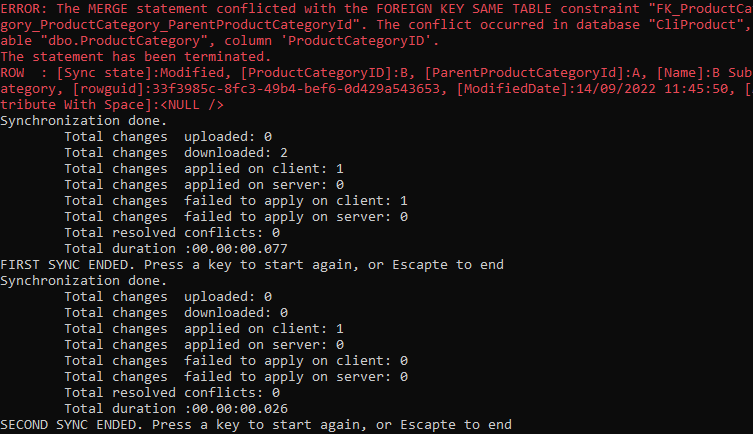 ERROR: The MERGE statement conflicted with the FOREIGN KEY SAME TABLE constraint "FK_ProductCa
gory_ProductCategory_ParentProductCategoryId". The conflict occurred in database "CliProduct",
able "dbo.ProductCategory", column 'ProductCategoryID'.
The statement has been terminated.
ROW  : [Sync state]:Modified, [ProductCategoryID]:B, [ParentProductCategoryId]:A, [Name]:B Sub
ategory, [rowguid]:33f3985c-8fc3-49b4-bef6-0d429a543653, [ModifiedDate]:14/09/2022 11:45:50, [
tribute With Space]:<NULL />
Synchronization done.
        Total changes  uploaded: 0
        Total changes  downloaded: 2
        Total changes  applied on client: 1
        Total changes  applied on server: 0
        Total changes  failed to apply on client: 1
        Total changes  failed to apply on server: 0
        Total resolved conflicts: 0
        Total duration :00.00:00.077
FIRST SYNC ENDED. Press a key to start again, or Escapte to end
Synchronization done.
        Total changes  uploaded: 0
        Total changes  downloaded: 0
        Total changes  applied on client: 1
        Total changes  applied on server: 0
        Total changes  failed to apply on client: 0
        Total changes  failed to apply on server: 0
        Total resolved conflicts: 0
        Total duration :00.00:00.026
SECOND SYNC ENDED. Press a key to start again, or Escapte to end